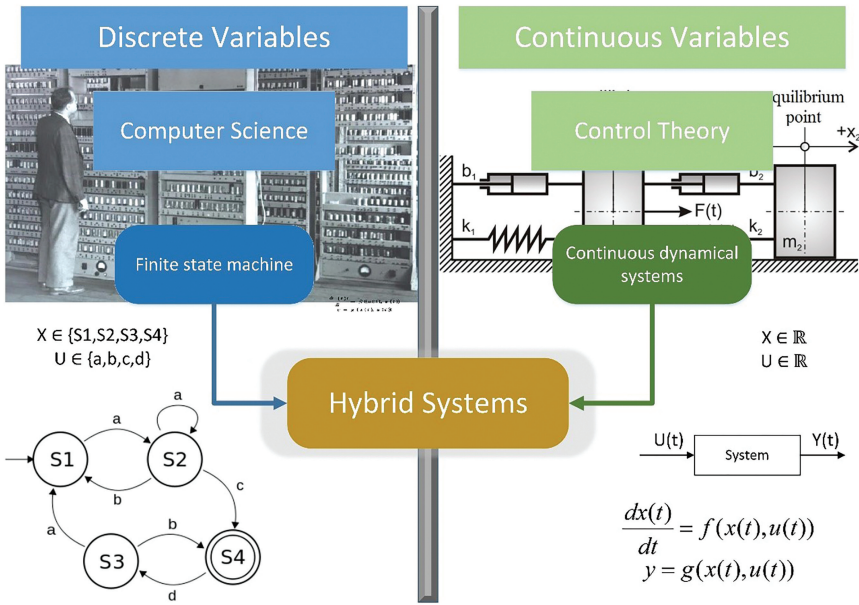 Discrete Variables
Computer Science
Finite state machine
X ∈ {S1,S2,S3,S4}
U ∈ {a,b,c,d}
a
a
S1
S2
b
c
a
b
S3
S4
d
Continuous Variables
Control Theory
equilibrium
point
+x₂
b₁
b₂
F(t)
k₁
k₂
m₂
Continuous dynamical
systems
X ∈ ℝ
U ∈ ℝ
Hybrid Systems
U(t)
System
Y(t)
dx(t)/dt = f(x(t),u(t))
y = g(x(t),u(t))